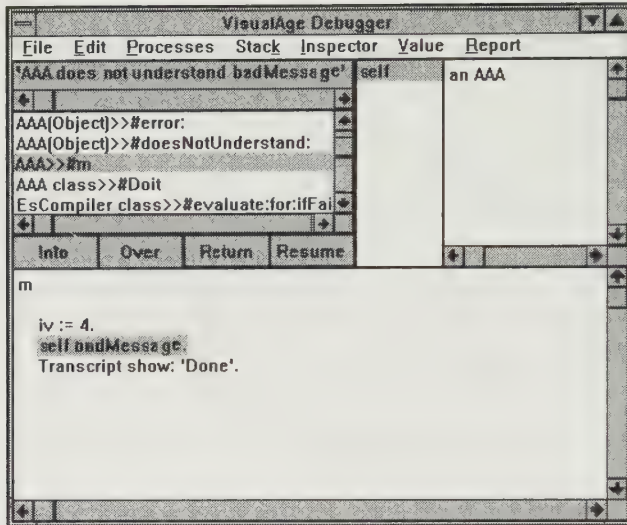 VisualAge Debugger
File Edit Processes Stack Inspector Value Report
'AAA does not understand badMessage'
self
an AAA
AAA(Object)>>#error:
AAA(Object)>>#doesNotUnderstand:
AAA>>#m
AAA class>>#Doit
EsCompiler class>>#evaluate:for:ifFai
Into Over Return Resume
m
iv := 4.
self badMessage.
Transcript show: 'Done'.